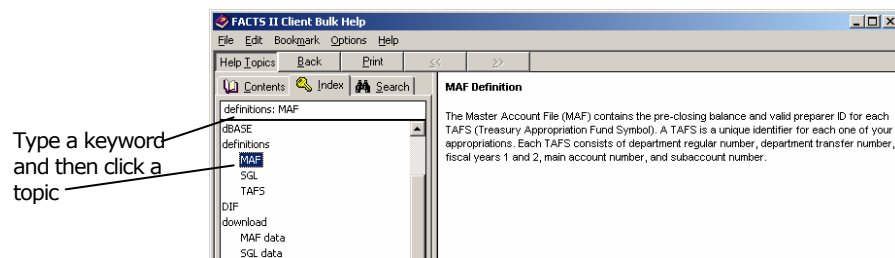 FACTS II Client Bulk Help
File Edit Bookmark Options Help
Help Topics Back Print << >>
Contents Index Search
definitions: MAF
dBASE
definitions
MAF
SGL
TAFS
DIF
download
MAF data
SGL data
MAF Definition
The Master Account File (MAF) contains the pre-closing balance and valid preparer ID for each
TAFS (Treasury Appropriation Fund Symbol). A TAFS is a unique identifier for each one of your
appropriations. Each TAFS consists of department regular number, department transfer number,
fiscal years 1 and 2, main account number, and subaccount number.
Type a keyword
and then click a
topic